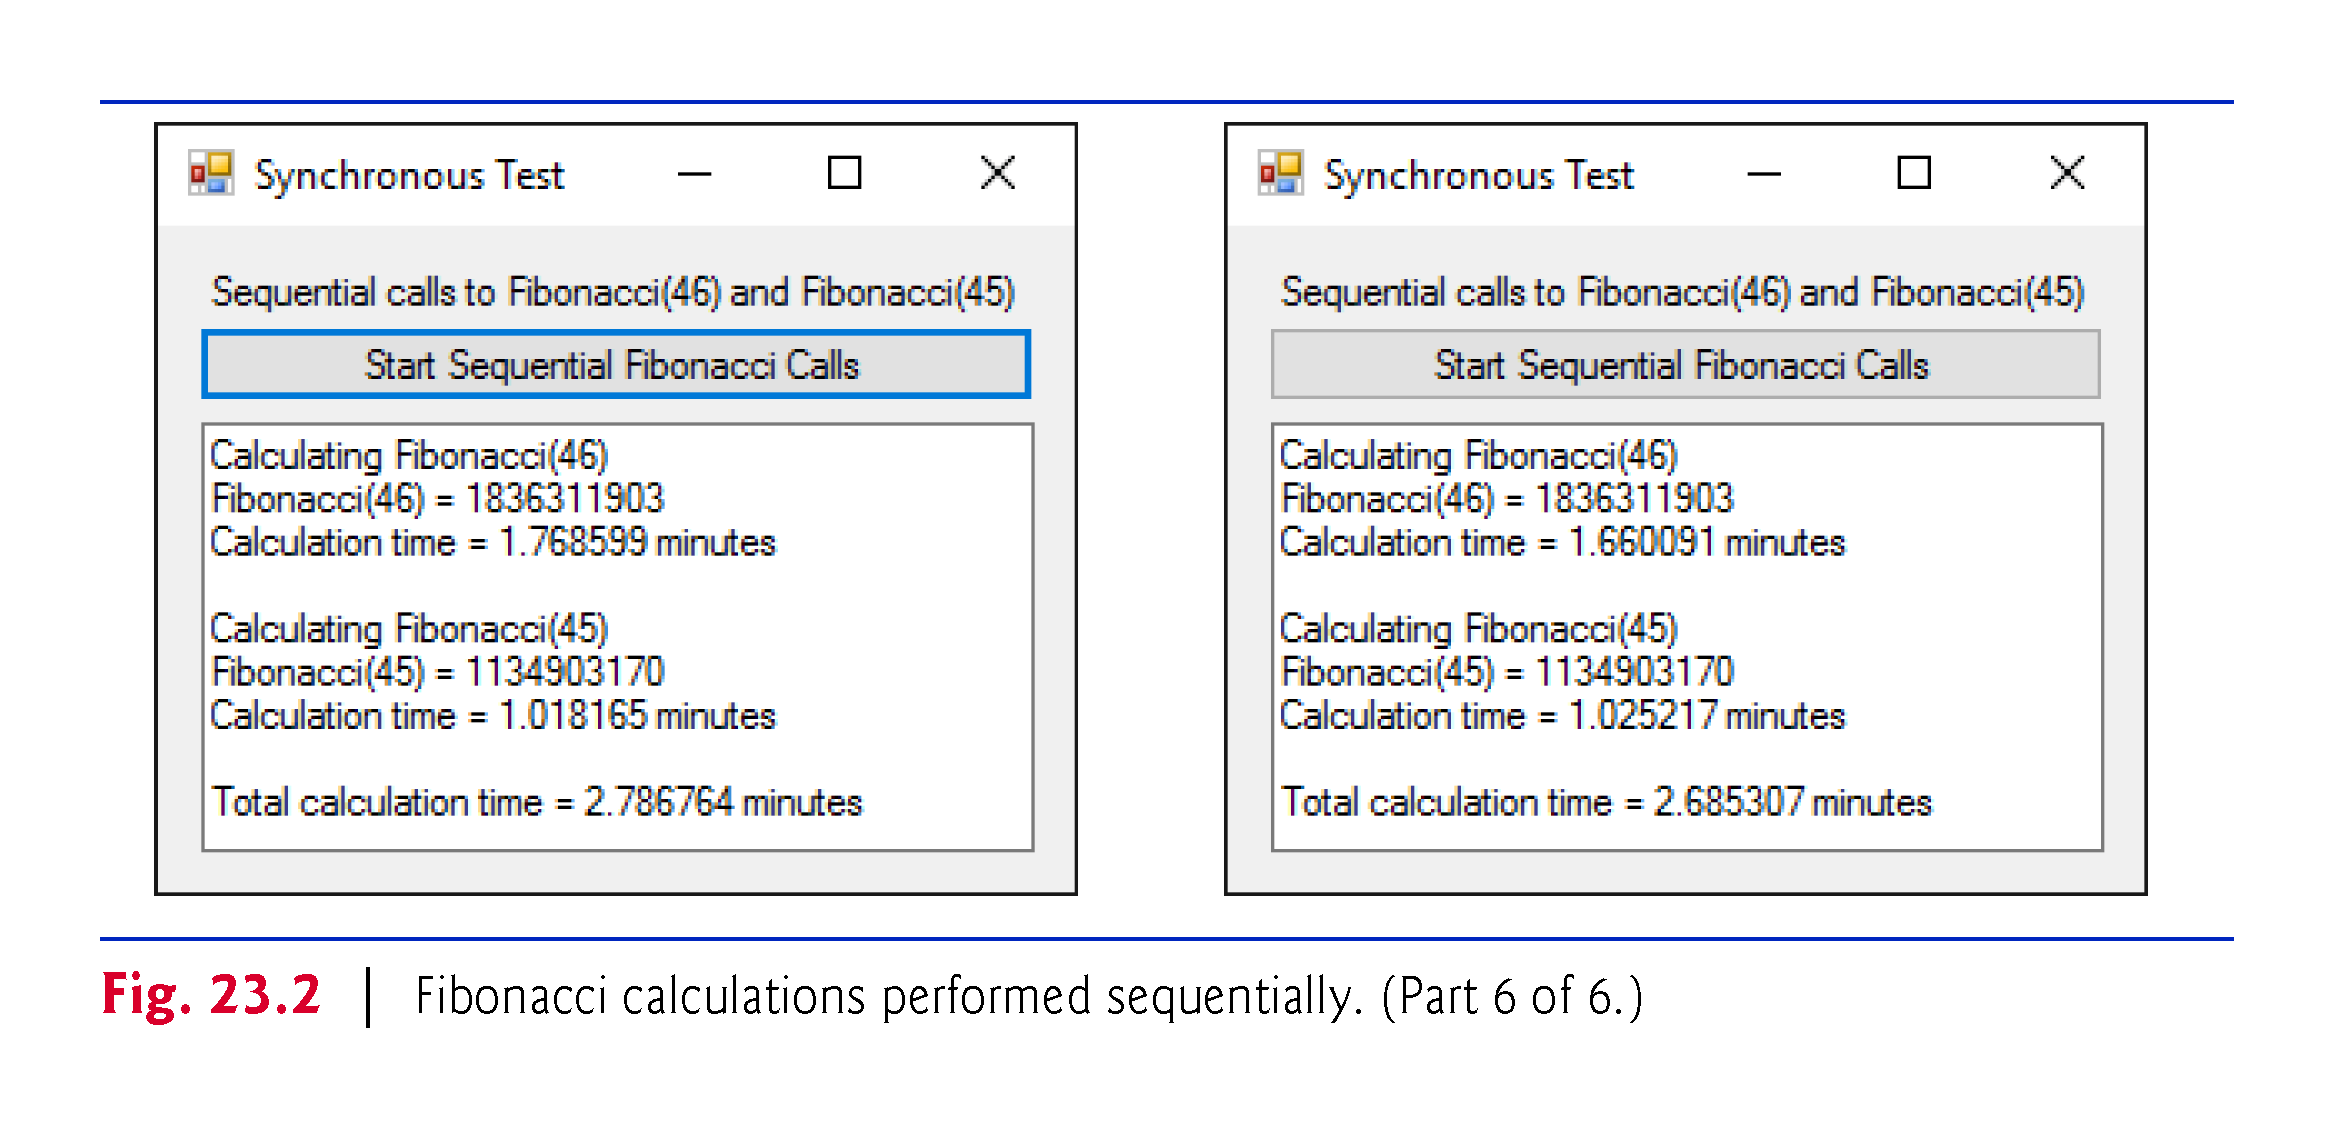 Synchronous Test
Sequential calls to Fibonacci(46) and Fibonacci(45)
Start Sequential Fibonacci Calls
Calculating Fibonacci(46)
Fibonacci(46) = 1836311903
Calculation time = 1.768599 minutes
Calculating Fibonacci(45)
Fibonacci(45) = 1134903170
Calculation time = 1.018165 minutes
Total calculation time = 2.786764 minutes
Synchronous Test
Sequential calls to Fibonacci(46) and Fibonacci(45)
Start Sequential Fibonacci Calls
Calculating Fibonacci(46)
Fibonacci(46) = 1836311903
Calculation time = 1.660091 minutes
Calculating Fibonacci(45)
Fibonacci(45) = 1134903170
Calculation time = 1.025217 minutes
Total calculation time = 2.685307 minutes
Fig. 23.2 | Fibonacci calculations performed sequentially. (Part 6 of 6.)